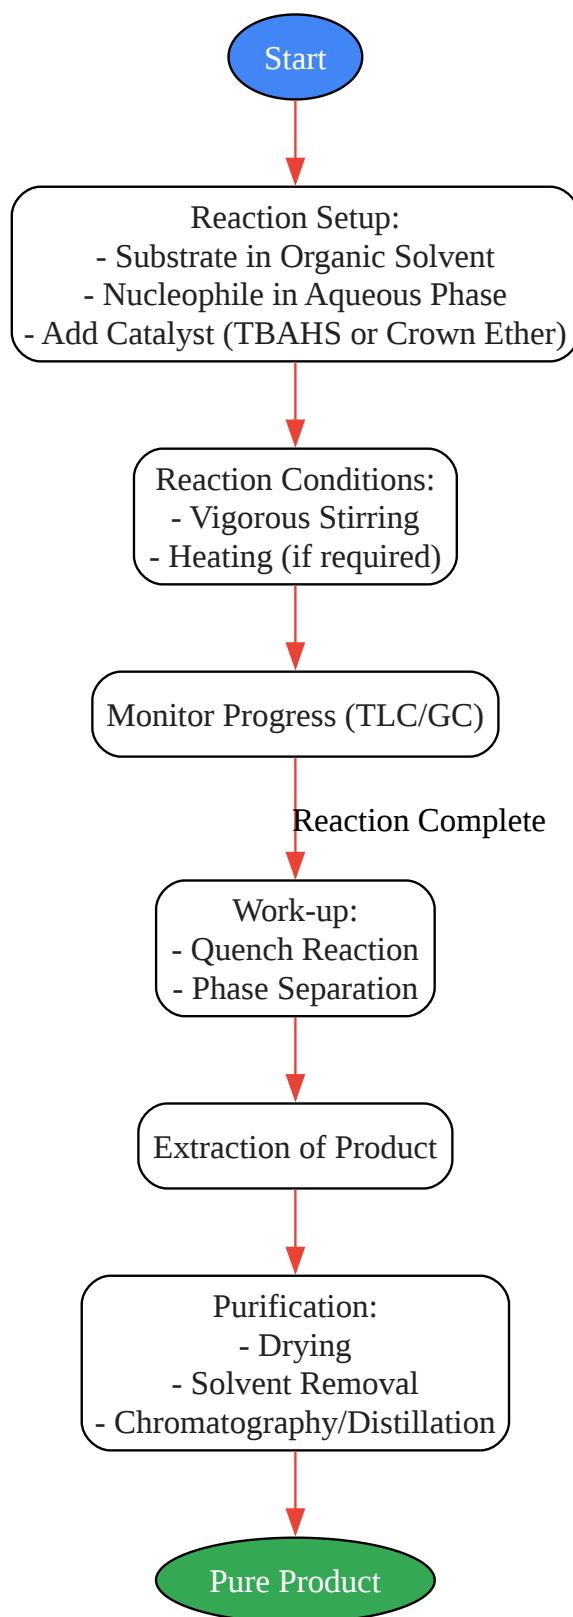 Start
Reaction Setup:
- Substrate in Organic Solvent
- Nucleophile in Aqueous Phase
- Add Catalyst (TBAHS or Crown Ether)
Reaction Conditions:
- Vigorous Stirring
- Heating (if required)
Monitor Progress (TLC/GC)
Reaction Complete
Work-up:
- Quench Reaction
- Phase Separation
Extraction of Product
Purification:
- Drying
- Solvent Removal
- Chromatography/Distillation
Pure Product